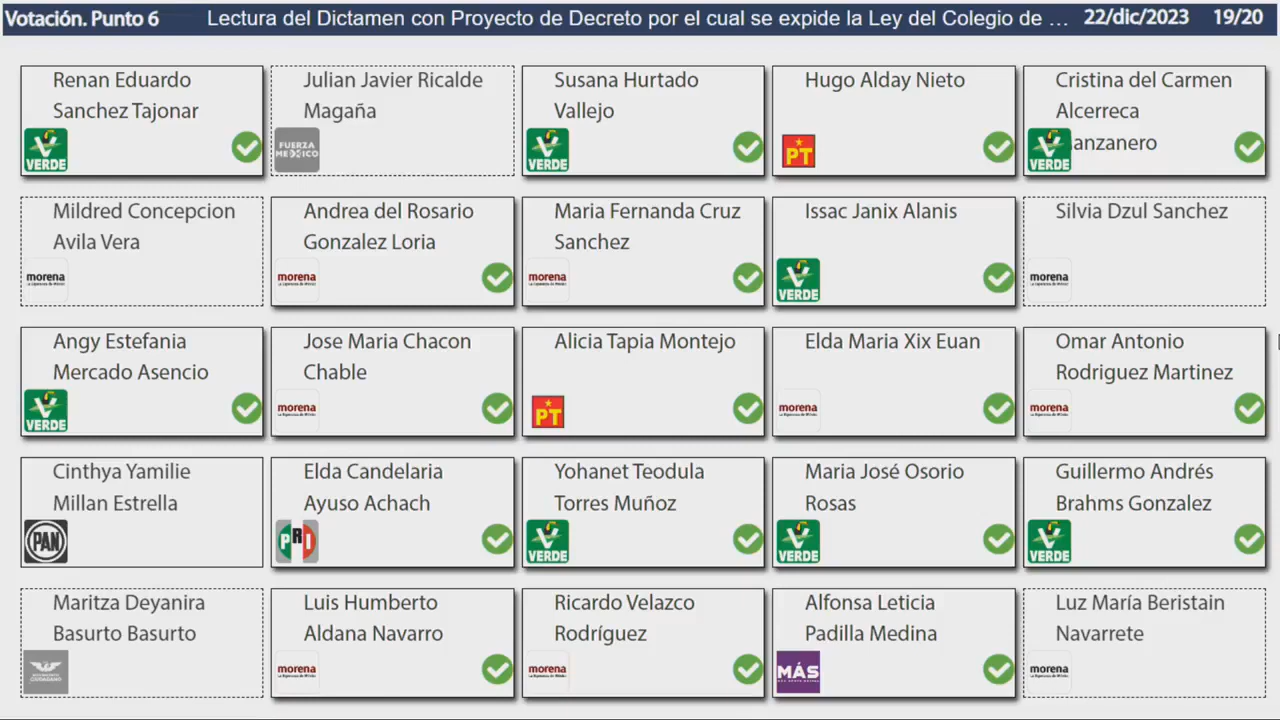 Votación. Punto 6 Lectura del Dictamen con Proyecto de Decreto por el cual se expide la Ley del Colegio de ... 22/dic/2023 19/20
Renan Eduardo
Sanchez Tajonar
VERDE
Julian Javier Ricalde
Magaña
FUERZA
MEXICO
Susana Hurtado
Vallejo
VERDE
Hugo Alday Nieto
PT
Cristina del Carmen
Alcerreca
anzanero
VERDE
Mildred Concepcion
Avila Vera
morena
Andrea del Rosario
Gonzalez Loria
morena
Maria Fernanda Cruz
Sanchez
morena
Issac Janix Alanis
VERDE
Silvia Dzul Sanchez
morena
Angy Estefania
Mercado Asencio
VERDE
Jose Maria Chacon
Chable
morena
Alicia Tapia Montejo
PT
Elda Maria Xix Euan
morena
Omar Antonio
Rodriguez Martinez
morena
Cinthya Yamilie
Millan Estrella
PAN
Elda Candelaria
Ayuso Achach
PRI
Yohanet Teodula
Torres Muñoz
VERDE
Maria José Osorio
Rosas
VERDE
Guillermo Andrés
Brahms Gonzalez
VERDE
Maritza Deyanira
Basurto Basurto
Luis Humberto
Aldana Navarro
morena
Ricardo Velazco
Rodríguez
morena
Alfonsa Leticia
Padilla Medina
MÁS
Luz María Beristain
Navarrete
morena